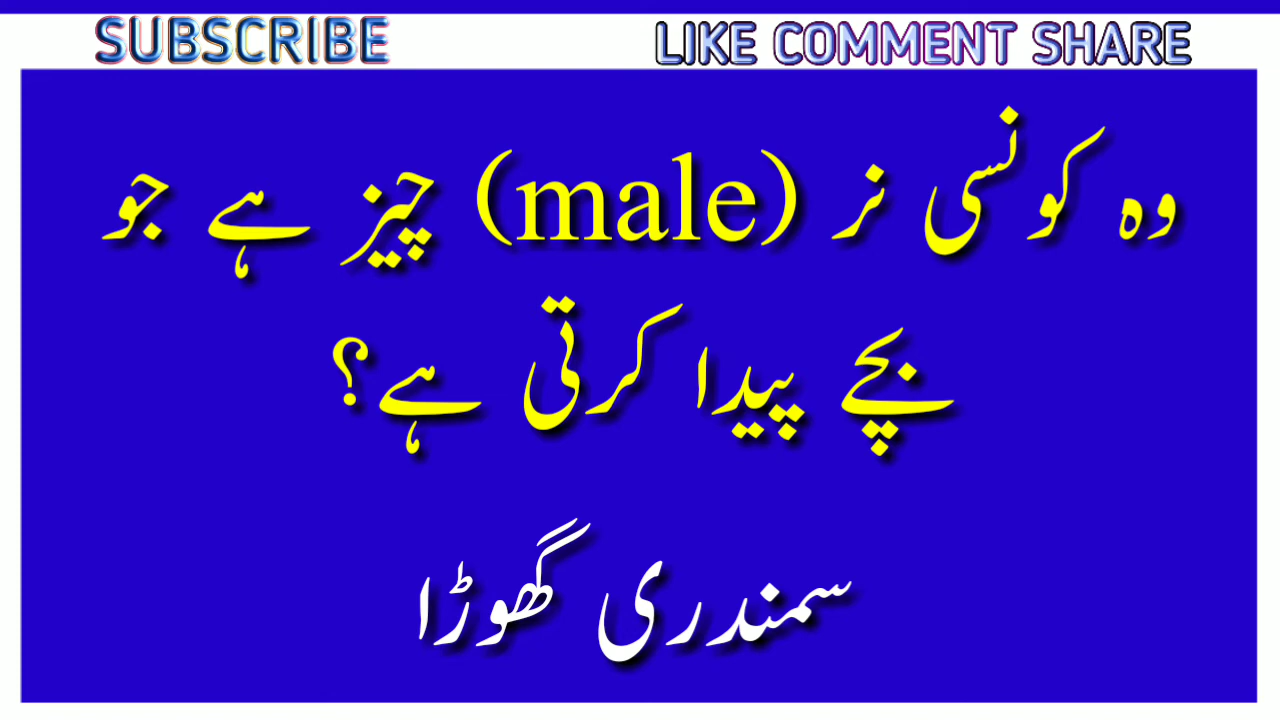 SUBSCRIBE
LIKE COMMENT SHARE
وہ کونسی نر (male) چیز ہے جو
بچے پیدا کرتی ہے؟
سمندری گھوڑا